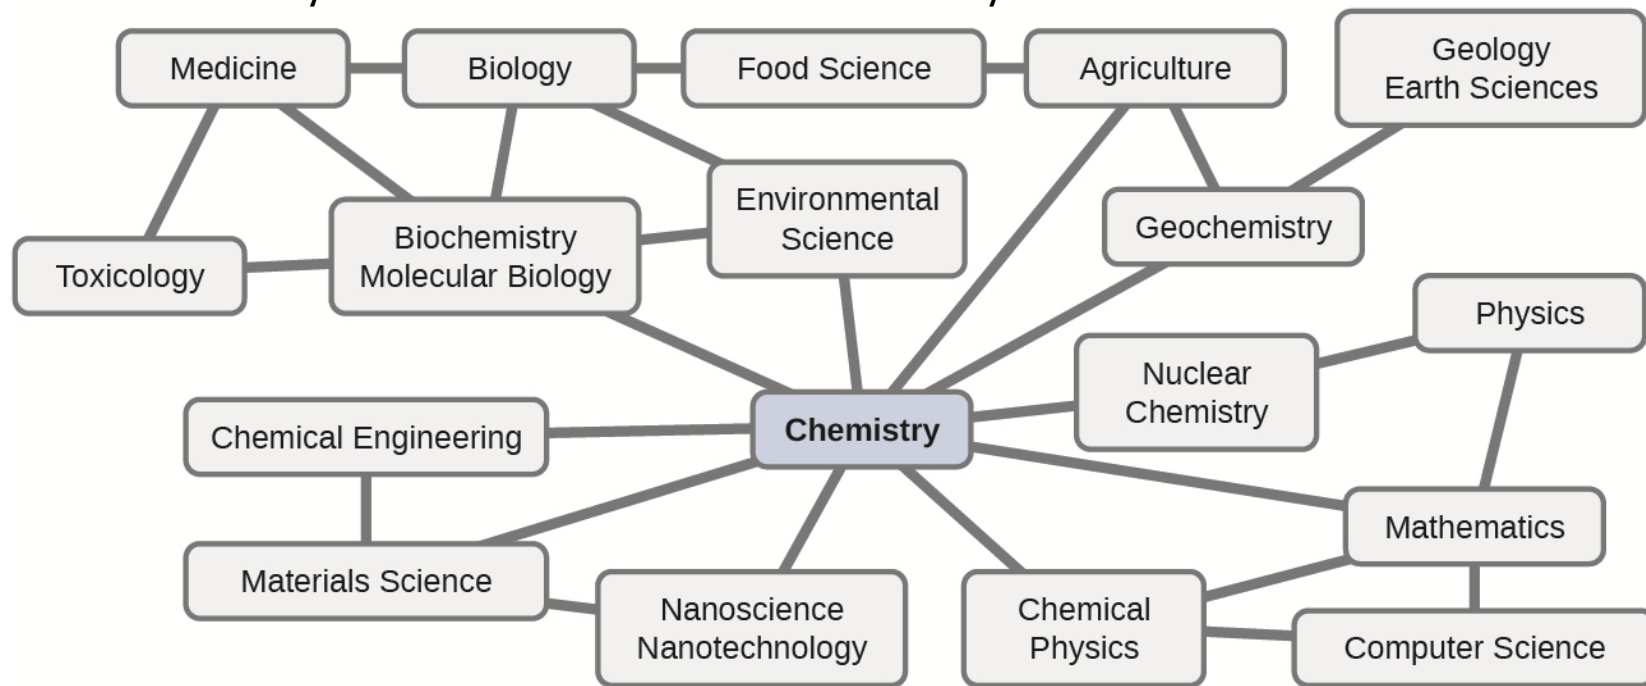 Medicine
Biology
Food Science
Agriculture
Geology
Earth Sciences
Environmental
Science
Geochemistry
Biochemistry
Molecular Biology
Toxicology
Physics
Nuclear
Chemistry
Chemical Engineering
Chemistry
Mathematics
Materials Science
Nanoscience
Nanotechnology
Chemical
Physics
Computer Science